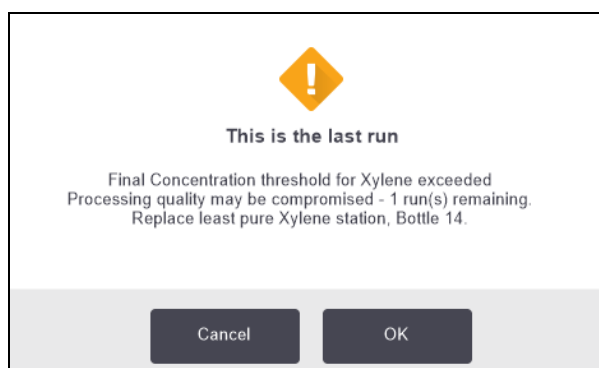 This is the last run
Final Concentration threshold for Xylene exceeded
Processing quality may be compromised - 1 run(s) remaining.
Replace least pure Xylene station, Bottle 14.
Cancel
OK